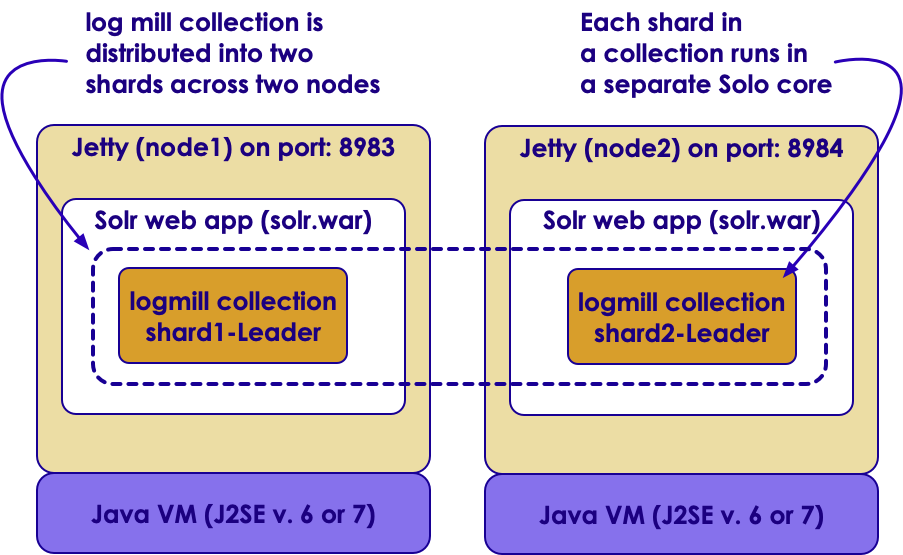 log mill collection is
distributed into two
shards across two nodes
Each shard in
a collection runs in
a separate Solo core
Jetty (node1) on port: 8983
Solr web app (solr.war)
logmill collection
shard1-Leader
Java VM (J2SE v. 6 or 7)
Jetty (node2) on port: 8984
Solr web app (solr.war)
logmill collection
shard2-Leader
Java VM (J2SE v. 6 or 7)